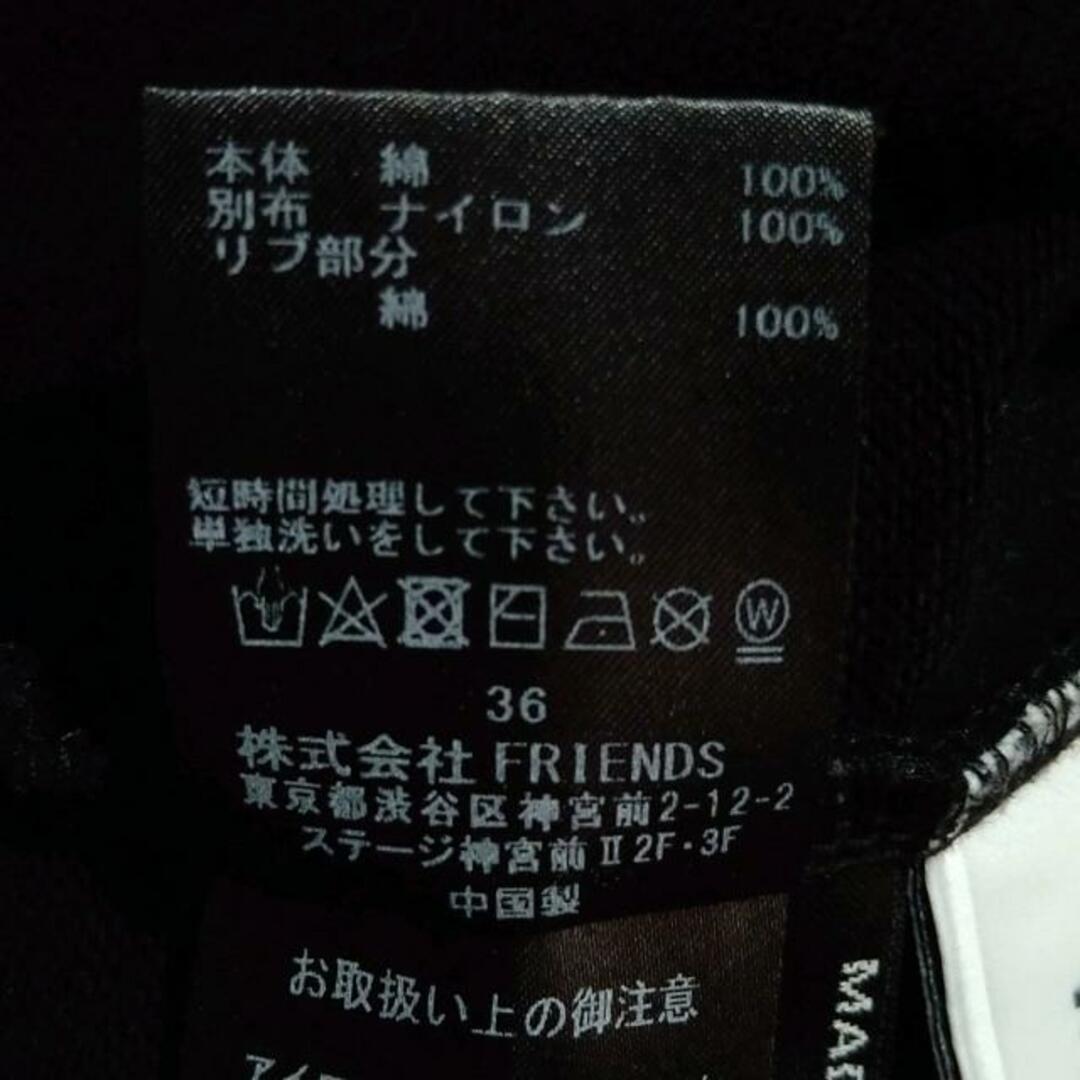 本体 綿 100%
別布 ナイロン 100%
リブ部分
綿 100%
短時間処理して下さい。
単独洗いをして下さい。
W
36
株式会社 FRIENDS
東京都渋谷区神宮前2-12-2
ステージ神宮前Ⅱ2F・3F
中国製
お取扱い上の御注意